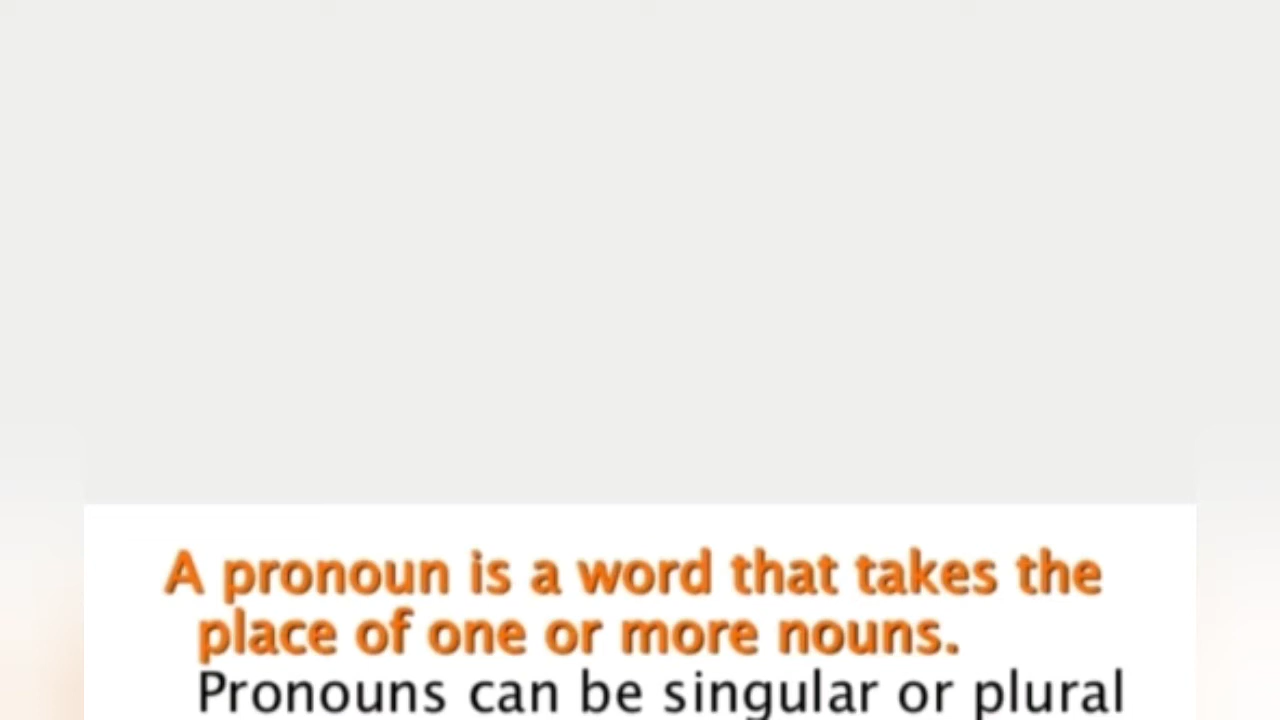 A pronoun is a word that takes the
place of one or more nouns.
Pronouns can be singular or plural